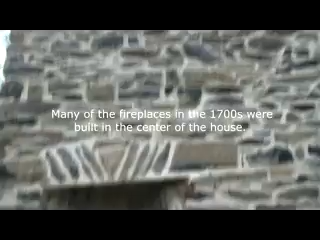 Many of the fireplaces in the 1700s were
built in the center of the house.